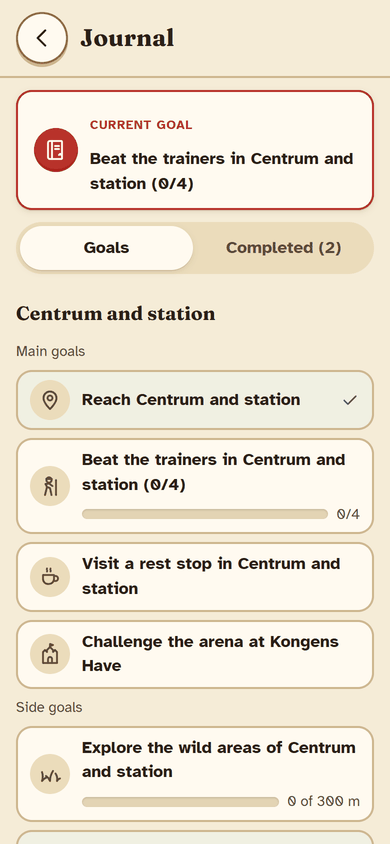 Journal
CURRENT GOAL
Beat the trainers in Centrum and
station (0/4)
Goals
Completed (2)
Centrum and station
Main goals
Reach Centrum and station
Beat the trainers in Centrum and
station (0/4)
0/4
Visit a rest stop in Centrum and
station
Challenge the arena at Kongens
Have
Side goals
Explore the wild areas of Centrum
and station
0 of 300 m